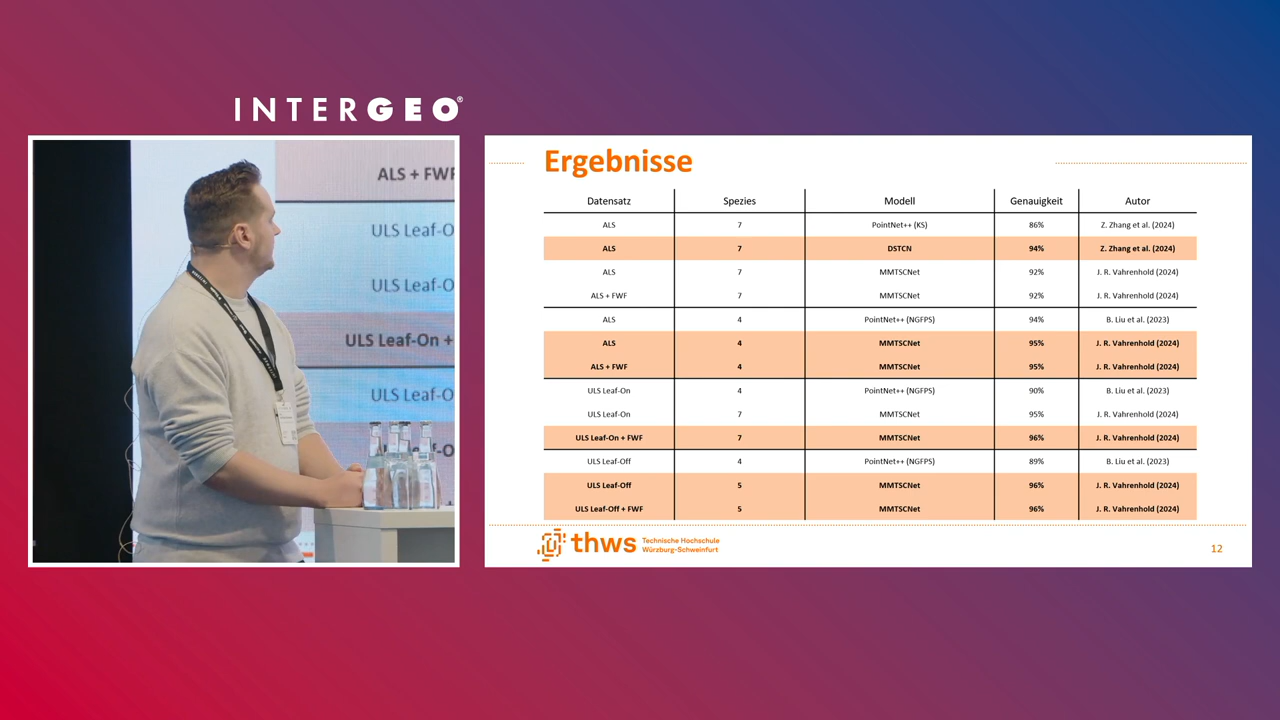 INTERGEO®
ALS + FWF
ULS Leaf-O
ULS Leaf-O
ULS Leaf-On +
ULS Leaf-O
Ergebnisse
Datensatz Spezies Modell Genauigkeit Autor
ALS 7 PointNet++ (KS) 86% Z. Zhang et al. (2024)
ALS 7 DSTCN 94% Z. Zhang et al. (2024)
ALS 7 MMTSCNet 92% J. R. Vahrenhold (2024)
ALS + FWF 7 MMTSCNet 92% J. R. Vahrenhold (2024)
ALS 4 PointNet++ (NGFPS) 94% B. Liu et al. (2023)
ALS 4 MMTSCNet 95% J. R. Vahrenhold (2024)
ALS + FWF 4 MMTSCNet 95% J. R. Vahrenhold (2024)
ULS Leaf-On 4 PointNet++ (NGFPS) 90% B. Liu et al. (2023)
ULS Leaf-On 7 MMTSCNet 95% J. R. Vahrenhold (2024)
ULS Leaf-On + FWF 7 MMTSCNet 96% J. R. Vahrenhold (2024)
ULS Leaf-Off 4 PointNet++ (NGFPS) 89% B. Liu et al. (2023)
ULS Leaf-Off 5 MMTSCNet 96% J. R. Vahrenhold (2024)
ULS Leaf-Off + FWF 5 MMTSCNet 96% J. R. Vahrenhold (2024)
thws Technische Hochschule
Würzburg-Schweinfurt
12